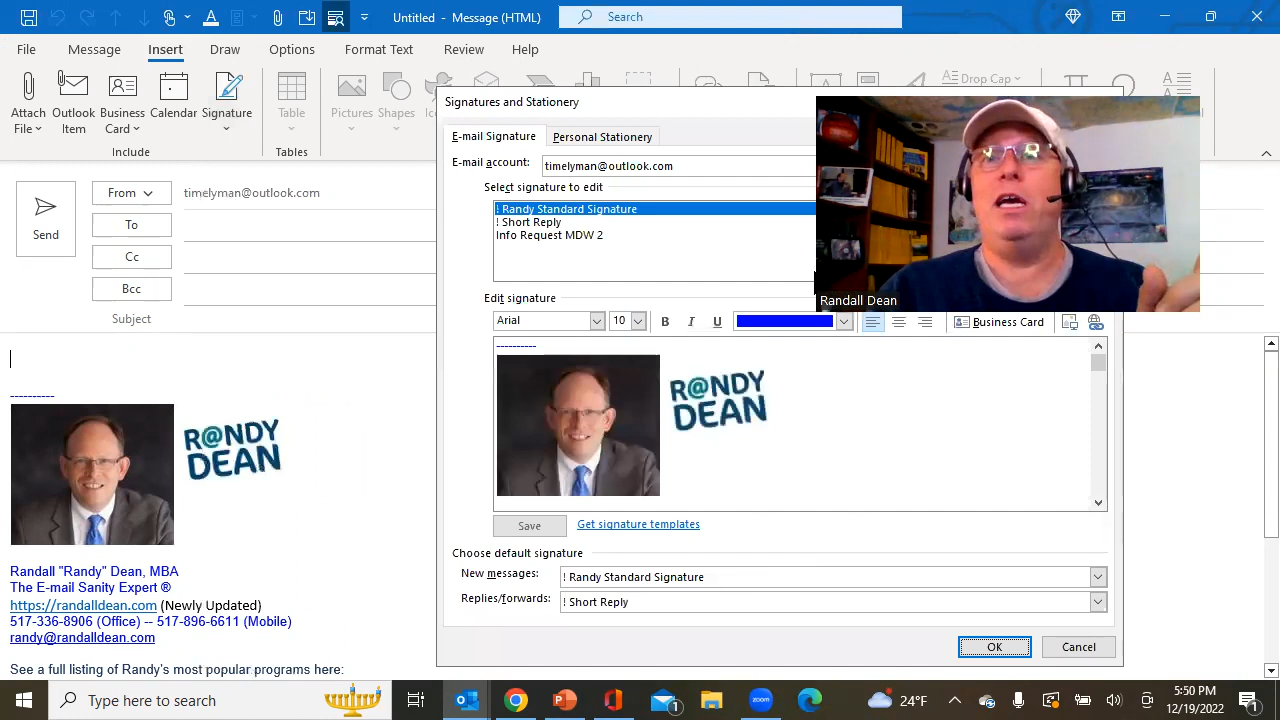 Untitled - Message (HTML)
Search
File
Message
Insert
Draw
Options
Format Text
Review
Help
Attach File
Outlook Item
Business Card
Calendar
Signature
Table
Pictures
Shapes
Drop Cap
Include
Tables
Send
From
timelyman@outlook.com
To
Cc
Bcc
Subject
----------
R@NDY
DEAN
Randall "Randy" Dean, MBA
The E-mail Sanity Expert ®
https://randalldean.com (Newly Updated)
517-336-8906 (Office) -- 517-896-6611 (Mobile)
randy@randalldean.com
See a full listing of Randy's most popular programs here:
Signatures and Stationery
E-mail Signature
Personal Stationery
E-mail account:
timelyman@outlook.com
Select signature to edit
! Randy Standard Signature
! Short Reply
Info Request MDW 2
Edit signature
Arial
10
B
I
U
Business Card
----------
R@NDY
DEAN
Save
Get signature templates
Choose default signature
New messages:
! Randy Standard Signature
Replies/forwards:
! Short Reply
OK
Cancel
Randall Dean
Type here to search
1
zoom
24°F
5:50 PM
12/19/2022
1